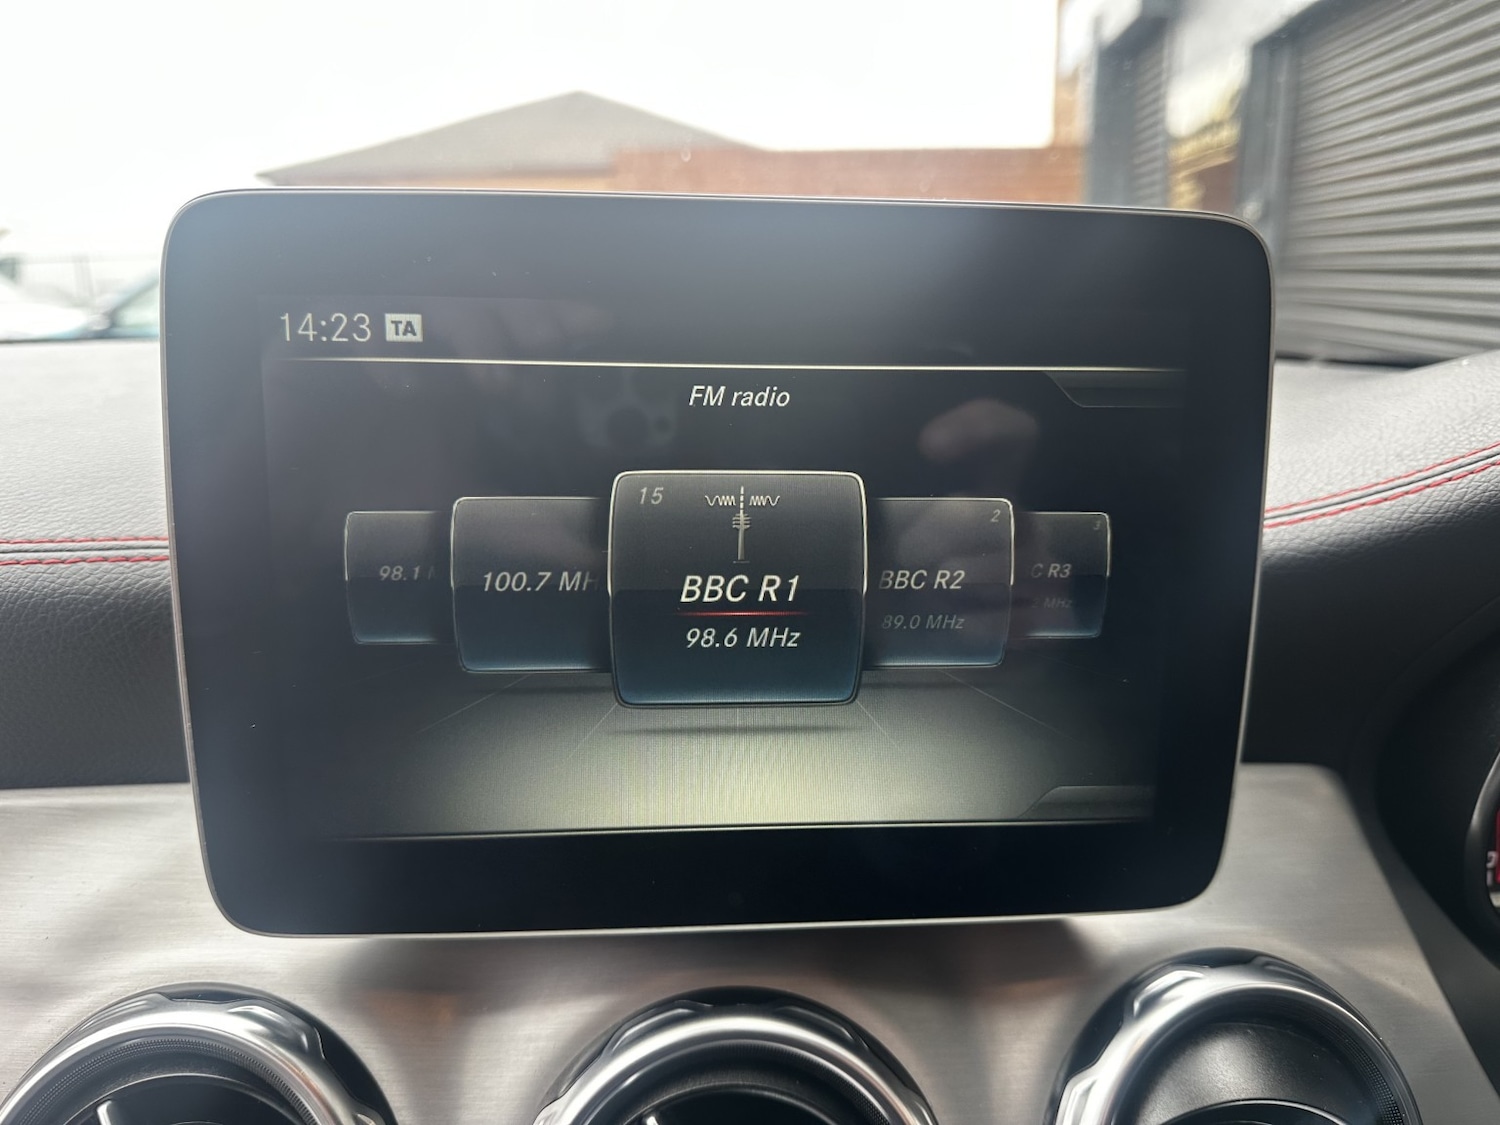 14:23 TA
FM radio
15
2
3
98.1
100.7 MH
BBC R1
98.6 MHz
BBC R2
89.0 MHz
C R3
MHz